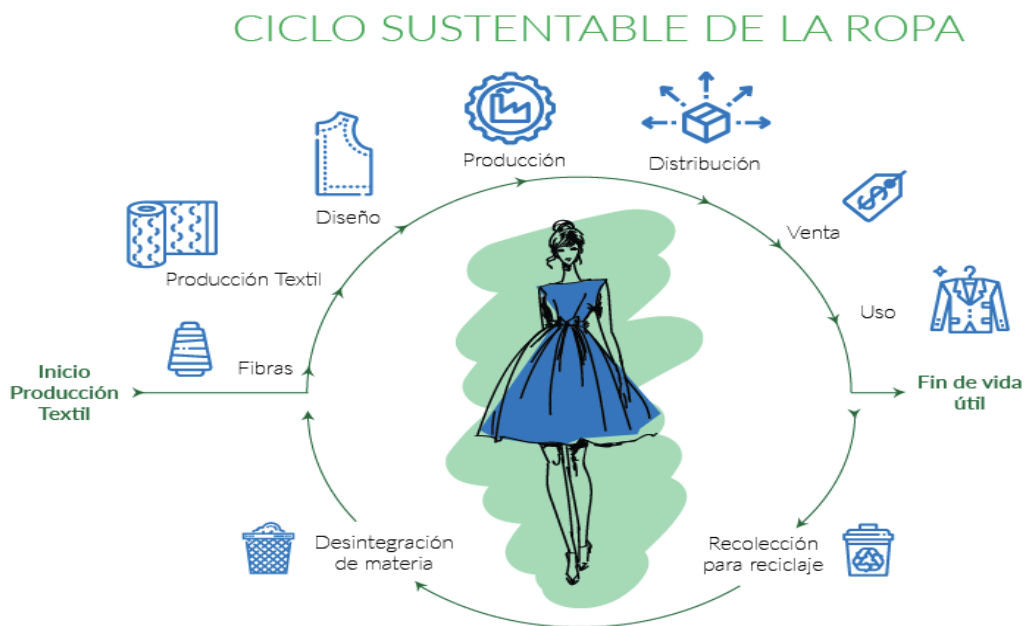 CICLO SUSTENTABLE DE LA ROPA
Producción
Distribución
Diseño
Venta
Producción Textil
Uso
Fibras
Inicio
Producción
Textil
Fin de vida
útil
Desintegración
de materia
Recolección
para reciclaje